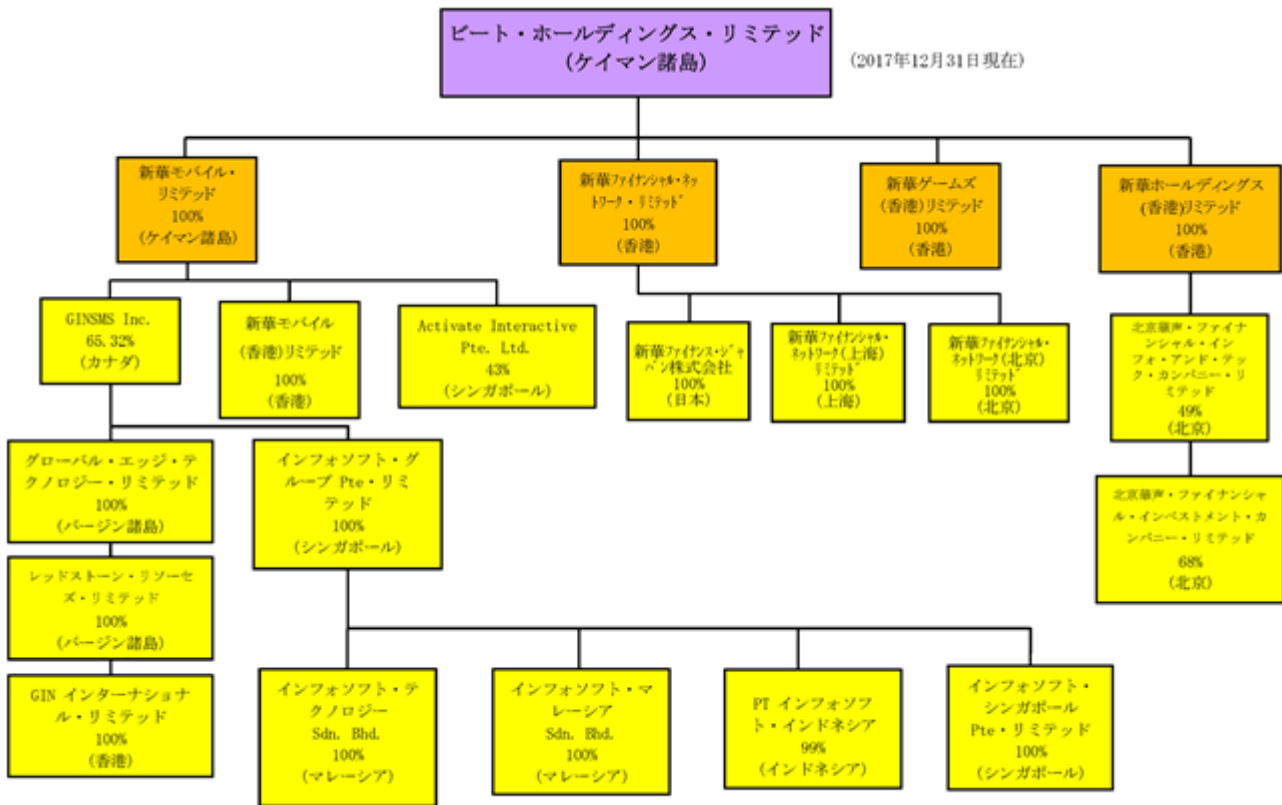 ビート・ホールディングス・リミテッド
(ケイマン諸島)
(2017年12月31日現在)
新華モバイル・
リミテッド
100%
(ケイマン諸島)
新華ファイナンシャル・ネッ
トワーク・リミテッド
100%
(香港)
新華ゲームズ
(香港)リミテッド
100%
(香港)
新華ホールディングス
(香港)リミテッド
100%
(香港)
GINSMS Inc.
65.32%
(カナダ)
新華モバイル
(香港)リミテッド
100%
(香港)
Activate Interactive
Pte. Ltd.
43%
(シンガポール)
新華ファイナンス・ジャ
パン株式会社
100%
(日本)
新華ファイナンシャル・
ネットワーク(上海)
リミテッド
100%
(上海)
新華ファイナンシャル・
ネットワーク(北京)
リミテッド
100%
(北京)
北京華声・ファイナ
ンシャル・イン
フォ・アンド・テッ
ク・カンパニー・リ
ミテッド
49%
(北京)
グローバル・エッジ・テ
クノロジー・リミテッド
100%
(バージン諸島)
インフォソフト・グ
ループ Pte・リミ
テッド
100%
(シンガポール)
北京華声・ファイナンシャ
ル・インベストメント・カ
ンパニー・リミテッド
68%
(北京)
レッドストーン・リソーセ
ズ・リミテッド
100%
(バージン諸島)
GIN インターナショナ
ル・リミテッド
100%
(香港)
インフォソフト・テ
クノロジー
Sdn. Bhd.
100%
(マレーシア)
インフォソフト・マ
レーシア
Sdn. Bhd.
100%
(マレーシア)
PT インフォソフ
ト・インドネシア
99%
(インドネシア)
インフォソフト・
シンガポール
Pte・リミテッド
100%
(シンガポール)